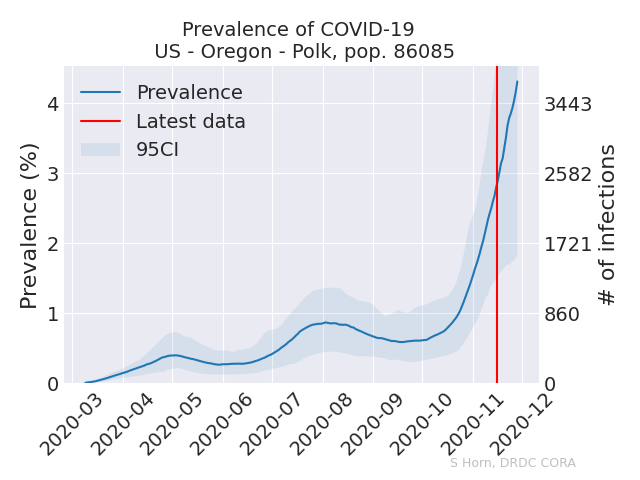 Prevalence of COVID-19
US - Oregon - Polk, pop. 86085
Prevalence
Latest data
95CI
Prevalence (%)
4
3
2
1
0
3443
2582
1721
860
0
# of infections
2020-03
2020-04
2020-05
2020-06
2020-07
2020-08
2020-09
2020-10
2020-11
2020-12
S Horn, DRDC CORA